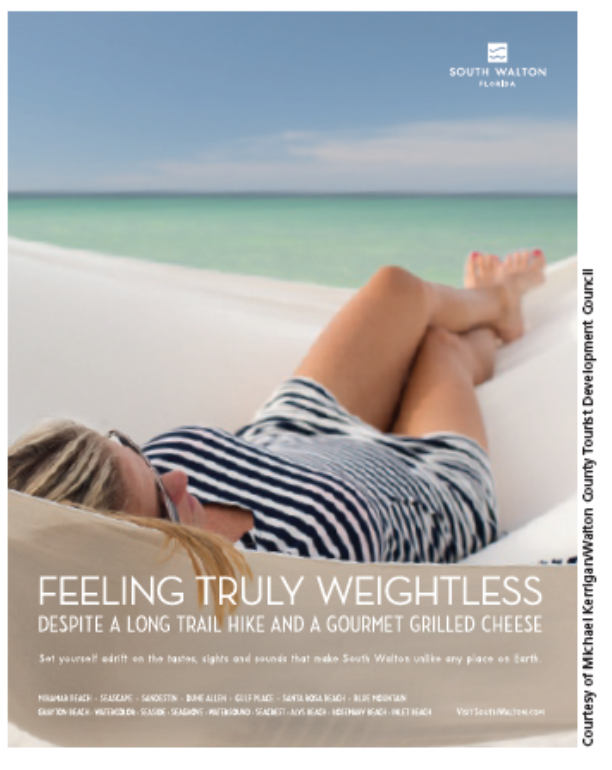 SOUTH WALTON
FLORIDA
FEELING TRULY WEIGHTLESS
DESPITE A LONG TRAIL HIKE AND A GOURMET GRILLED CHEESE
Set yourself adrift on the tastes, sights and sounds that make South Walton unlike any place on Earth.
MIRAMAR BEACH · SEASCAPE · SANDESTIN · DUNE ALLEN · GULF PLACE · SANTA ROSA BEACH · BLUE MOUNTAIN
GRAYTON BEACH · WATERCOLOR · SEASIDE · SEAGROVE · WATERSOUND · SEACREST · ALYS BEACH · ROSEMARY BEACH · INLET BEACH
VISITSOUTHWALTON.COM
Courtesy of Michael Kerrigan/Walton County Tourist Development Council